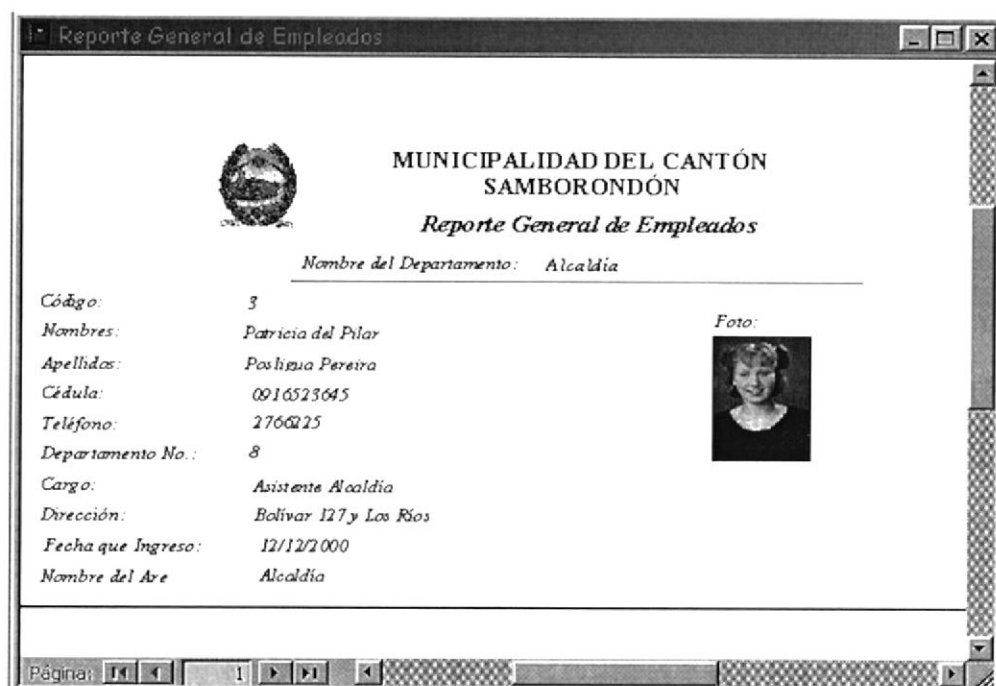 Reporte General de Empleados
MUNICIPALIDAD DEL CANTÓN
SAMBORONDÓN
Reporte General de Empleados
Nombre del Departamento: Alcaldía
Código: 3
Nombres: Patricia del Pilar
Foto:
Apellidos: Posligua Pereira
Cédula: 0916523645
Teléfono: 2766225
Departamento No.: 8
Cargo: Asistente Alcaldía
Dirección: Bolívar 127 y Los Ríos
Fecha que Ingreso: 12/12/2000
Nombre del Are Alcaldía
Página: 1